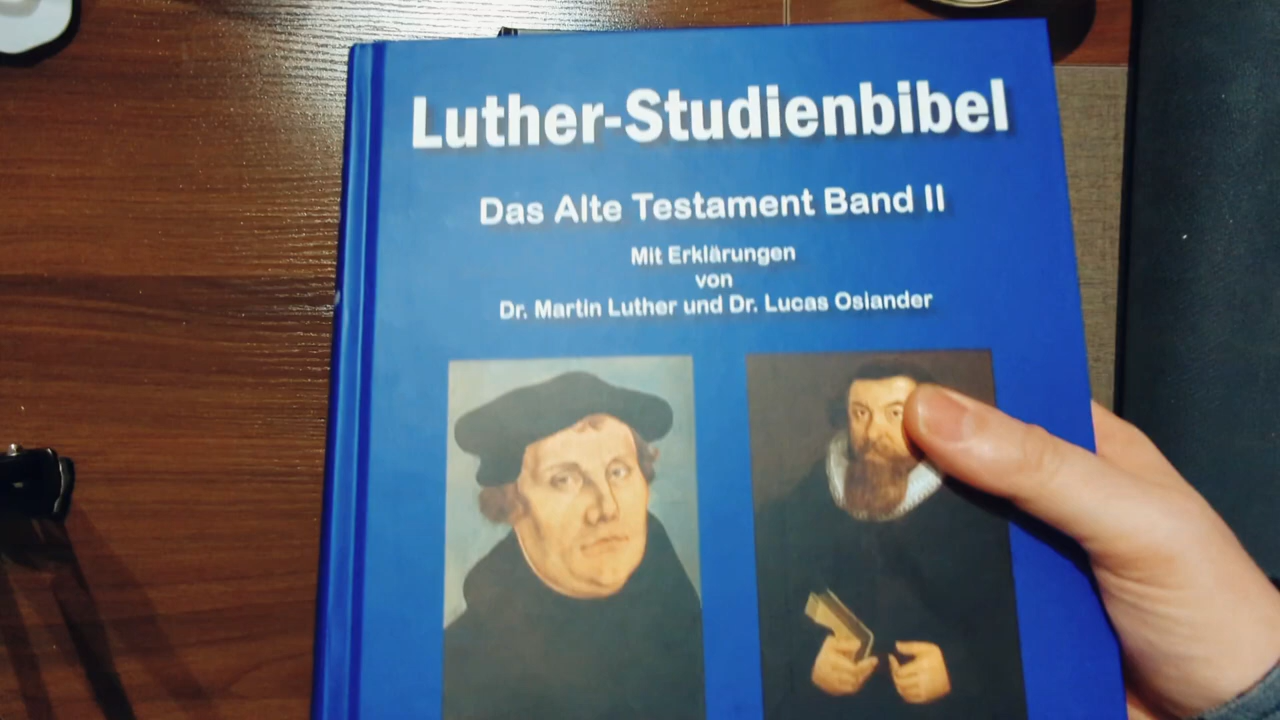 Luther-Studienbibel
Das Alte Testament Band II
Mit Erklärungen
von
Dr. Martin Luther und Dr. Lucas Osiander